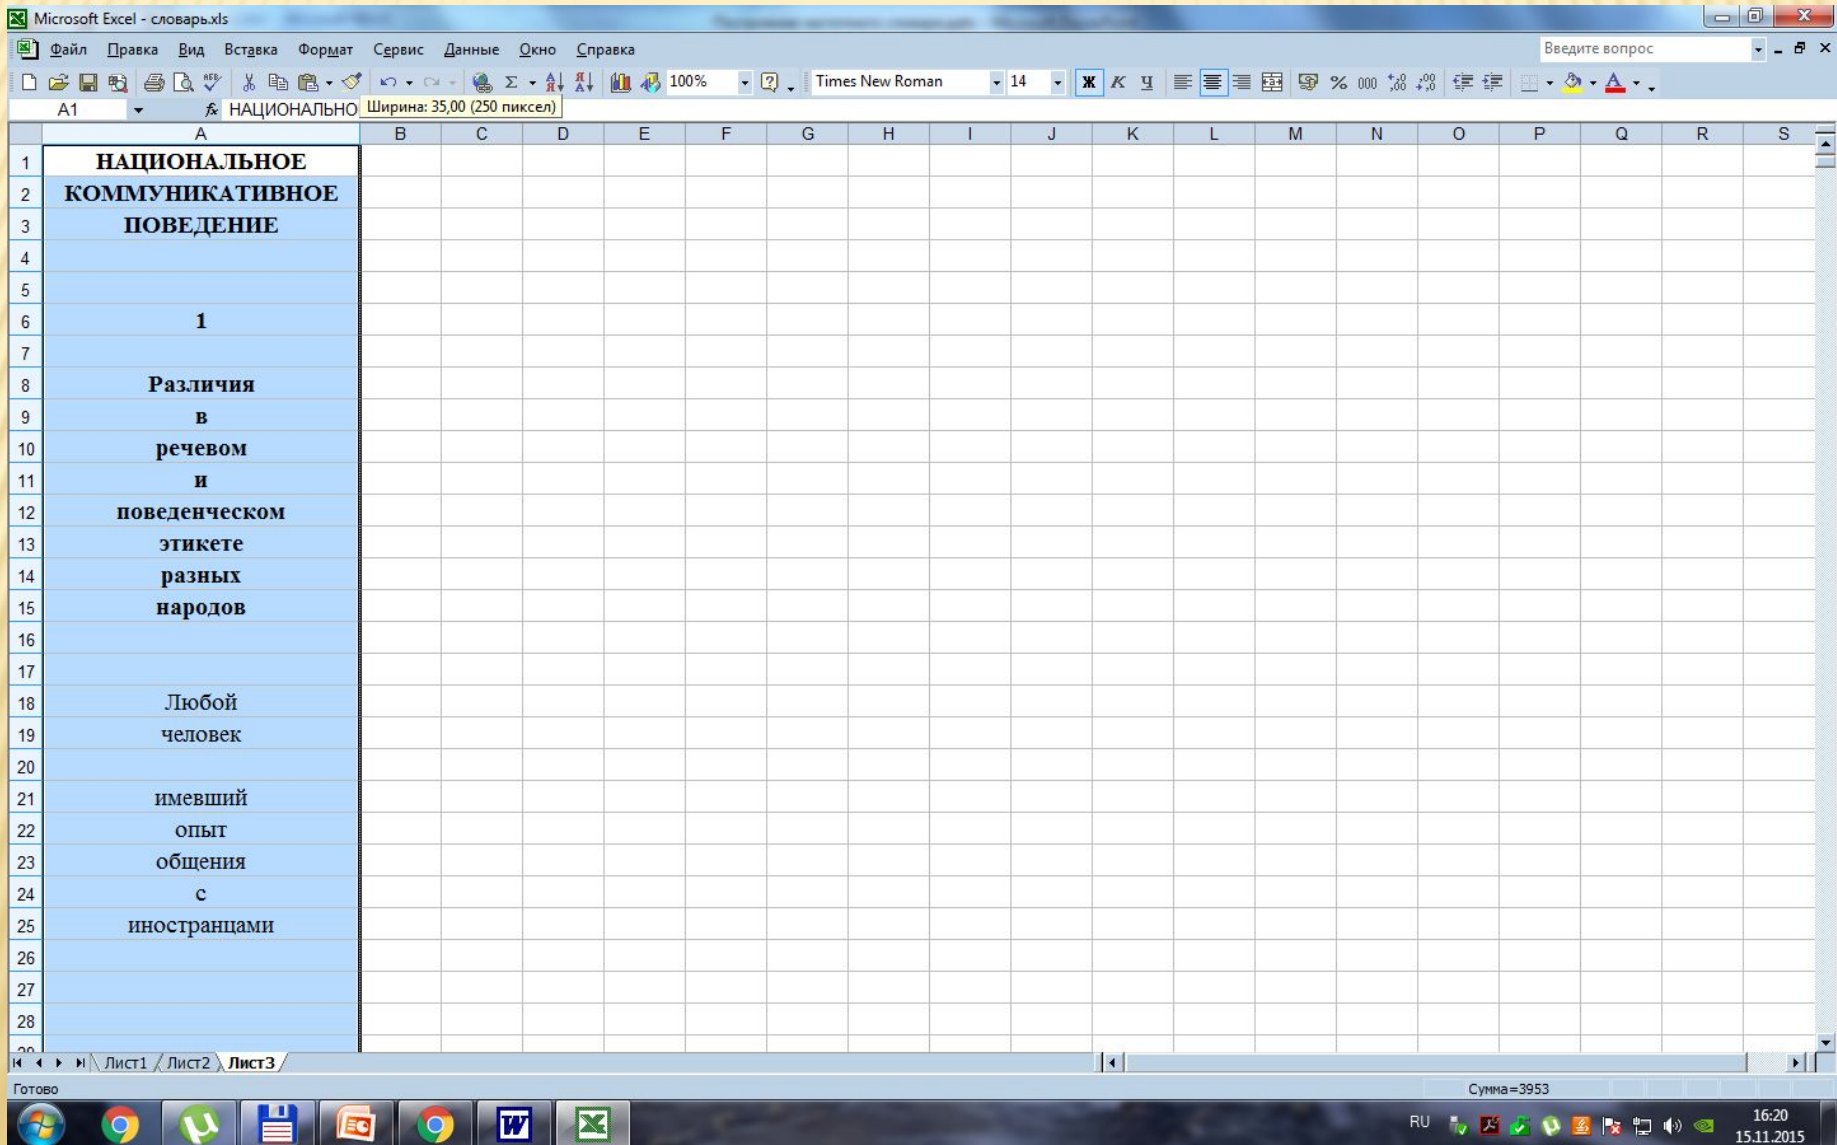 Microsoft Excel - словарь.xls
Файл Правка Вид Вставка Формат Сервис Данные Окно Справка Введите вопрос
100% Times New Roman 14 Ж К Ч
A1 fx НАЦИОНАЛЬНО Ширина: 35,00 (250 пиксел)
A B C D E F G H I J K L M N O P Q R S
1 НАЦИОНАЛЬНОЕ
2 КОММУНИКАТИВНОЕ
3 ПОВЕДЕНИЕ
4
5
6 1
7
8 Различия
9 в
10 речевом
11 и
12 поведенческом
13 этикете
14 разных
15 народов
16
17
18 Любой
19 человек
20
21 имевший
22 опыт
23 общения
24 с
25 иностранцами
26
27
28
Лист1 Лист2 Лист3
Готово Сумма=3953
RU 16:20
15.11.2015